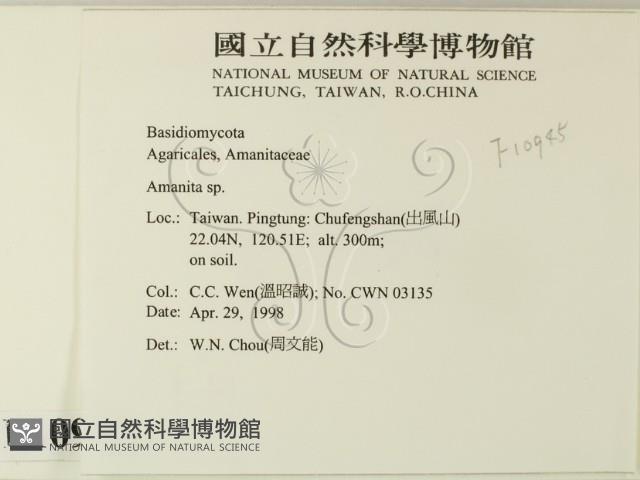 國立自然科學博物館
NATIONAL MUSEUM OF NATURAL SCIENCE
TAICHUNG, TAIWAN, R.O.CHINA
F10945
Basidiomycota
Agaricales, Amanitaceae
Amanita sp.
Loc.: Taiwan. Pingtung: Chufengshan(出風山)
22.04N, 120.51E; alt. 300m;
on soil.
Col.: C.C. Wen(溫昭誠); No. CWN 03135
Date: Apr. 29, 1998
Det.: W.N. Chou(周文能)
國立自然科學博物館
NATIONAL MUSEUM OF NATURAL SCIENCE